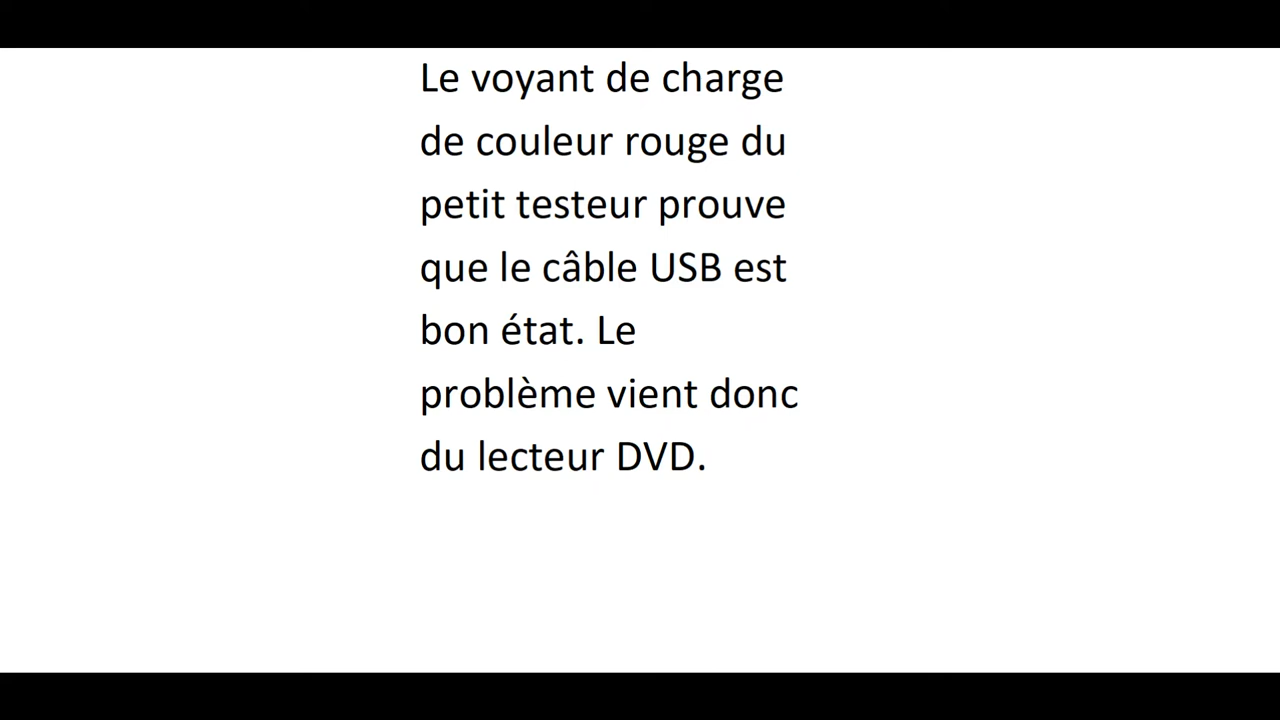 Le voyant de charge
de couleur rouge du
petit testeur prouve
que le câble USB est
bon état. Le
problème vient donc
du lecteur DVD.